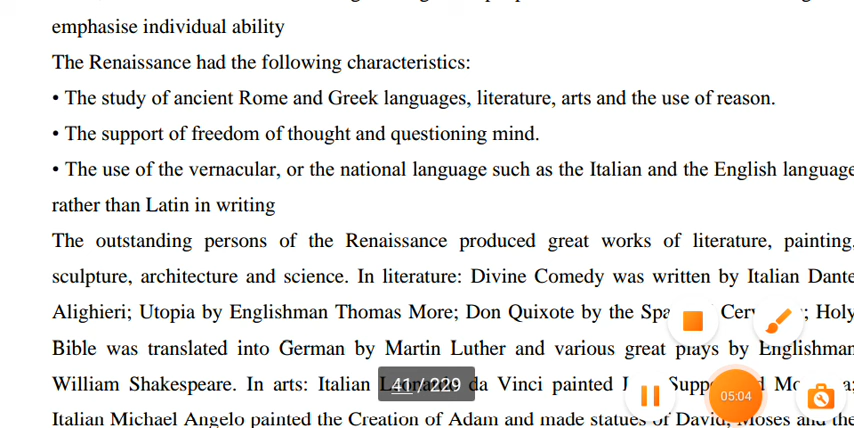 emphasise individual ability
The Renaissance had the following characteristics:
• The study of ancient Rome and Greek languages, literature, arts and the use of reason.
• The support of freedom of thought and questioning mind.
• The use of the vernacular, or the national language such as the Italian and the English language
rather than Latin in writing
The outstanding persons of the Renaissance produced great works of literature, painting,
sculpture, architecture and science. In literature: Divine Comedy was written by Italian Dante
Alighieri; Utopia by Englishman Thomas More; Don Quixote by the Holy
Bible was translated into German by Martin Luther and various great plays by Englishman
William Shakespeare. In arts: Italian da Vinci painted
41 / 229
05:04
Italian Michael Angelo painted the Creation of Adam and made statues of David, Moses and the